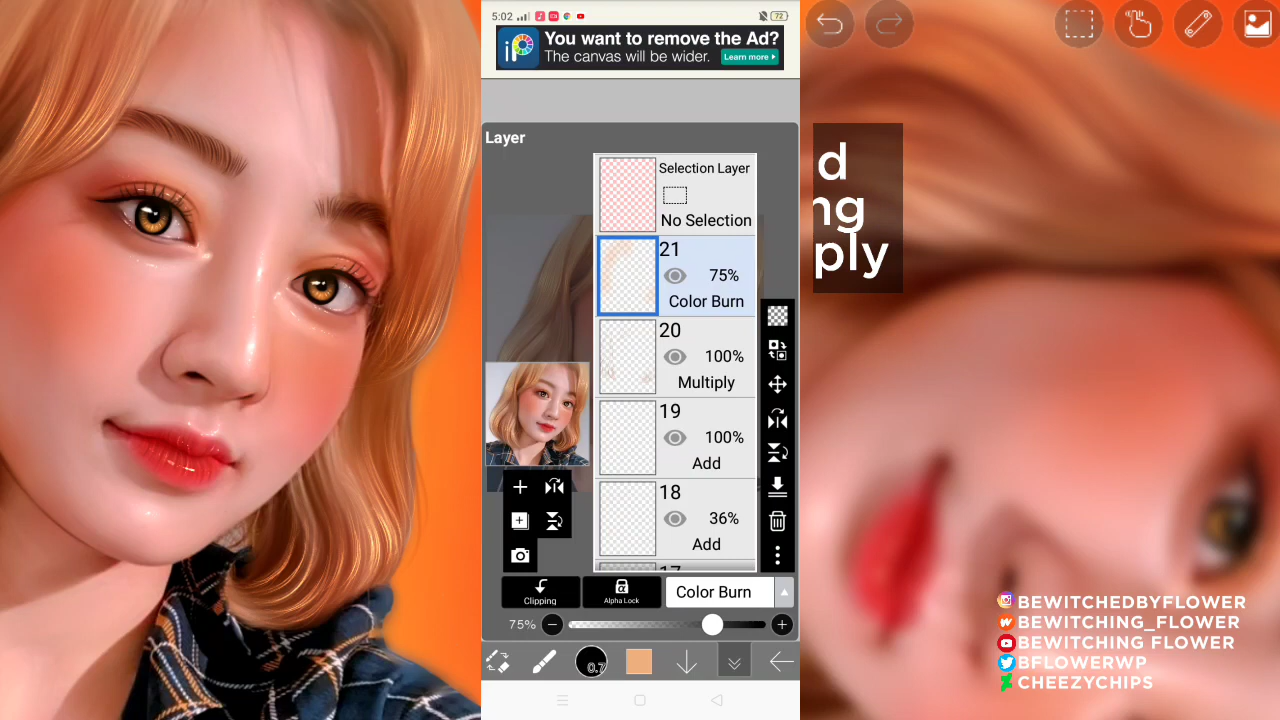 5:02
72
You want to remove the Ad?
The canvas will be wider.
Learn more
Layer
Selection Layer
No Selection
21
75%
Color Burn
20
100%
Multiply
19
100%
Add
18
36%
Add
17
Clipping
α
Alpha Lock
Color Burn
75%
0.7
d
ng
ply
BEWITCHEDBYFLOWER
BEWITCHING_FLOWER
BEWITCHING FLOWER
BFLOWERWP
CHEEZYCHIPS